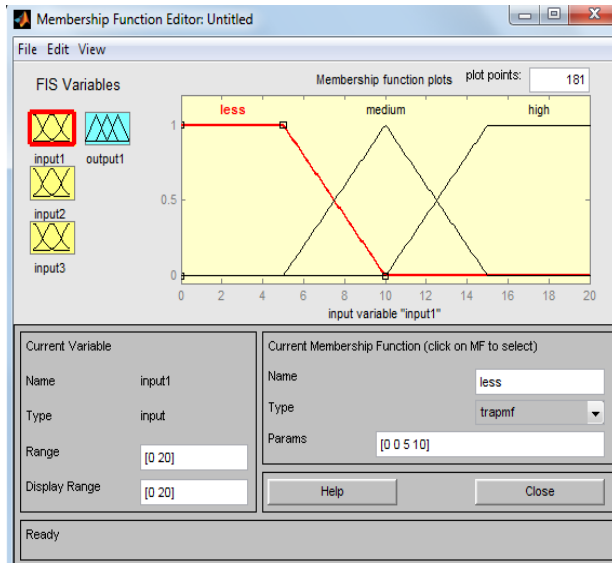 Membership Function Editor: Untitled
File Edit View
FIS Variables
Membership function plots plot points: 181
less medium high
input1 output1
input2
input3
1
0.5
0
0 2 4 6 8 10 12 14 16 18 20
input variable "input1"
Current Variable
Name input1
Type input
Range [0 20]
Display Range [0 20]
Current Membership Function (click on MF to select)
Name less
Type trapmf
Params [0 0 5 10]
Help Close
Ready